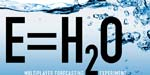 E=H2O
MULTIPLAYER FORECASTING EXPERIMENT